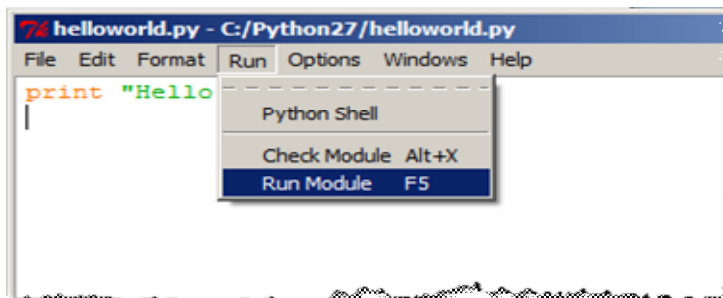 helloworld.py - C:/Python27/helloworld.py
File Edit Format Run Options Windows Help
print "Hello
Python Shell
Check Module Alt+X
Run Module F5